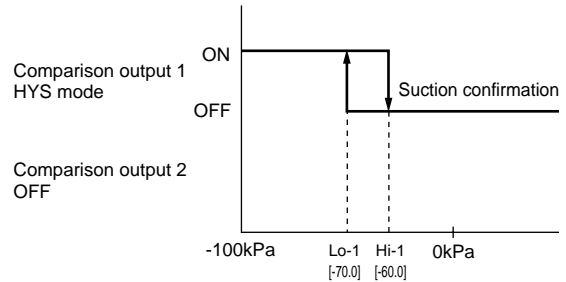 Comparison output 1
HYS mode
ON
OFF
Suction confirmation
Comparison output 2
OFF
-100kPa
Lo-1
[-70.0]
Hi-1
[-60.0]
0kPa